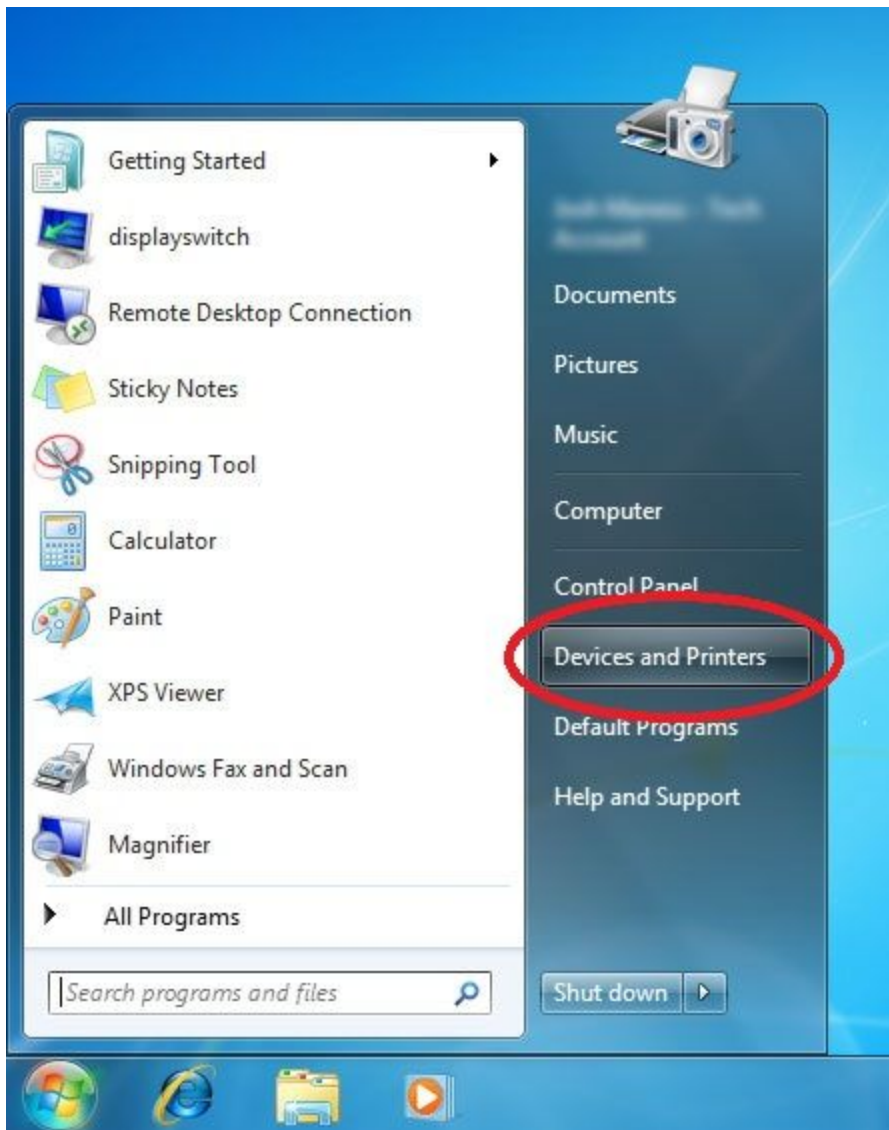 Getting Started
displayswitch
Remote Desktop Connection
Sticky Notes
Snipping Tool
Calculator
Paint
XPS Viewer
Windows Fax and Scan
Magnifier
All Programs
Search programs and files
Documents
Pictures
Music
Computer
Control Panel
Devices and Printers
Default Programs
Help and Support
Shut down